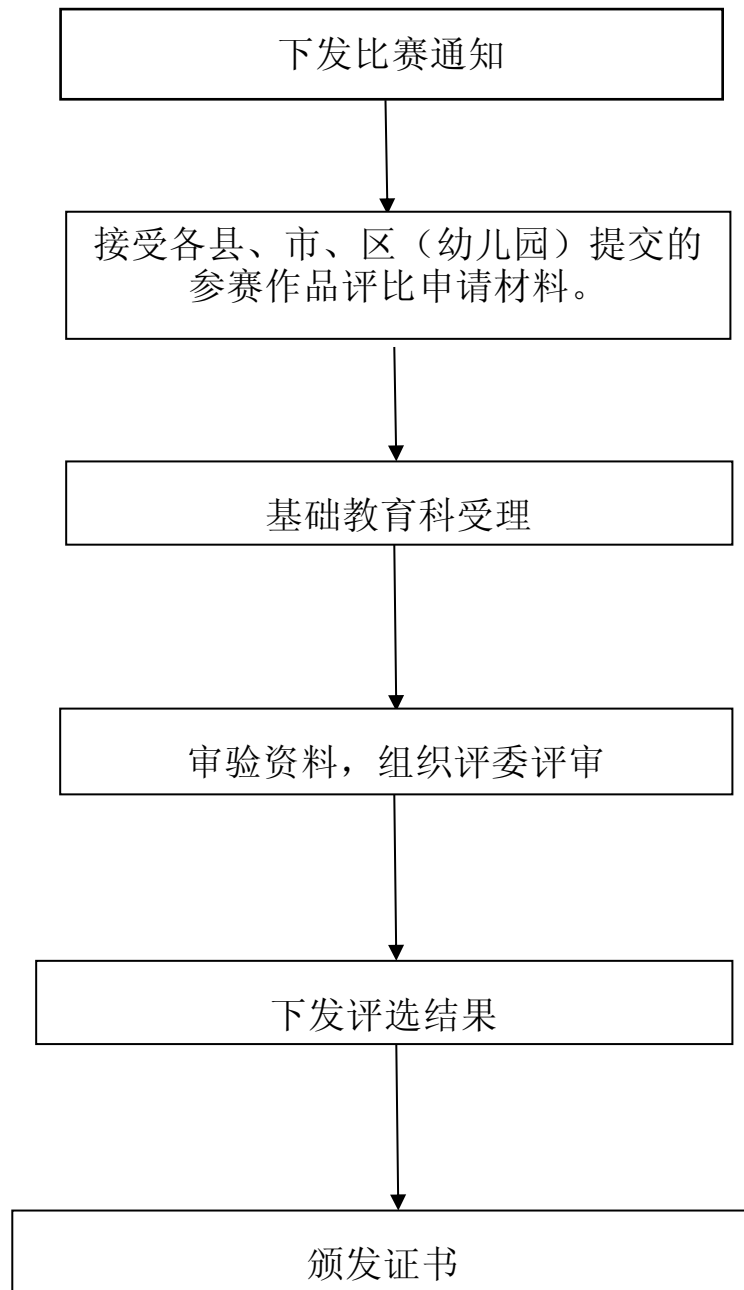 下发比赛通知
接受各县、市、区（幼儿园）提交的
参赛作品评比申请材料。
基础教育科受理
审验资料，组织评委评审
下发评选结果
颁发证书